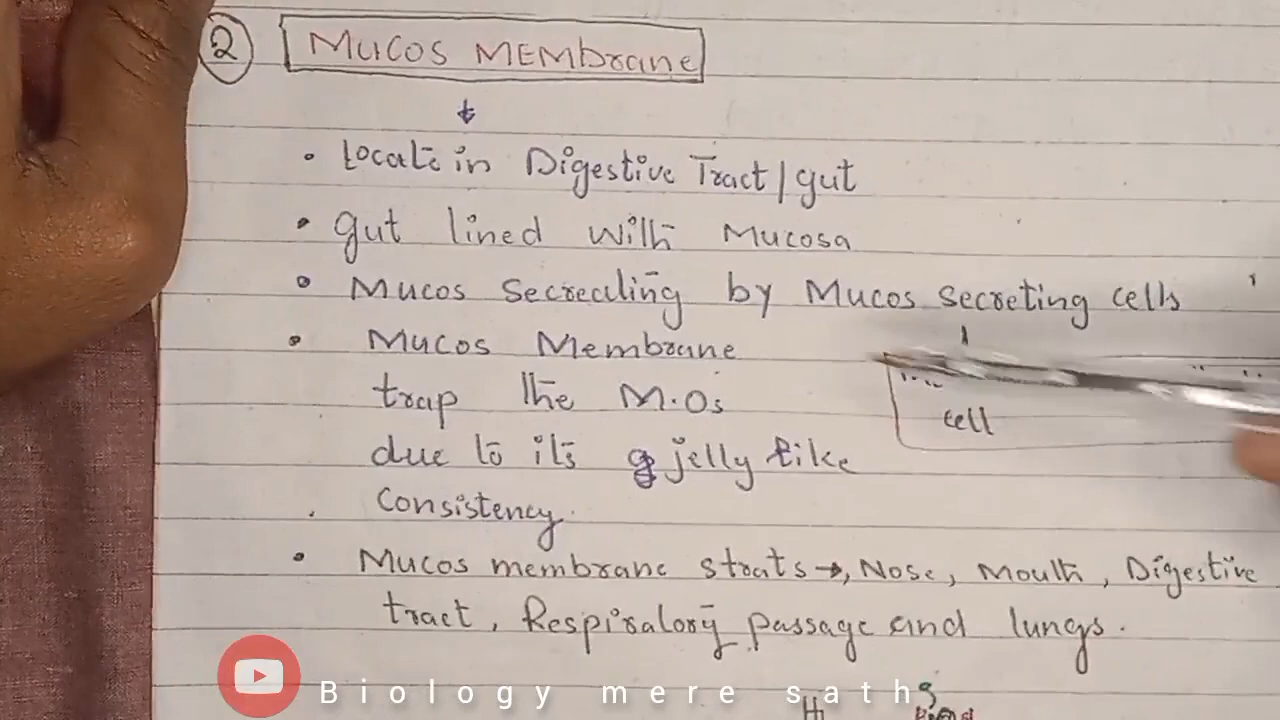 2 Mucos MEMbrane
• Locate in Digestive Tract / gut
• gut lined with Mucosa
• Mucos Secreating by Mucos Secreting cells
• Mucos Membrane
trap the M.Os
cell
due to its jelly like
Consistency.
• Mucos membrane strats →, Nose, Mouth, Digestive
tract, Respiratory passage and lungs.
Biology mere sath